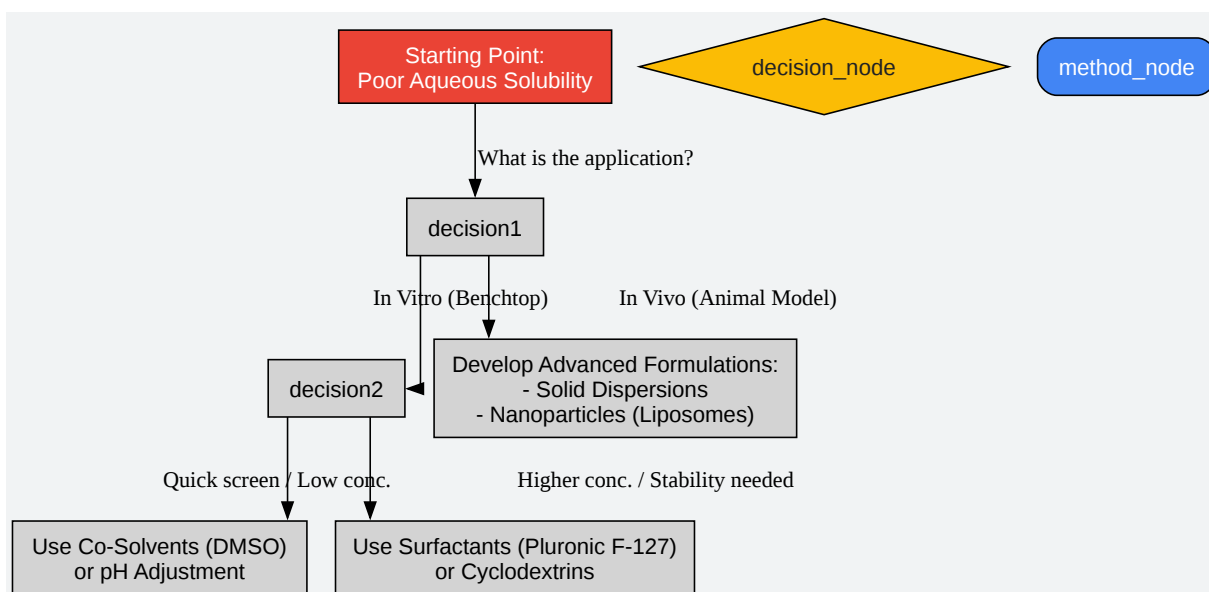 Starting Point:
Poor Aqueous Solubility
decision_node
method_node
What is the application?
decision1
In Vitro (Benchtop)
In Vivo (Animal Model)
decision2
Develop Advanced Formulations:
- Solid Dispersions
- Nanoparticles (Liposomes)
Quick screen / Low conc.
Higher conc. / Stability needed
Use Co-Solvents (DMSO)
or pH Adjustment
Use Surfactants (Pluronic F-127)
or Cyclodextrins